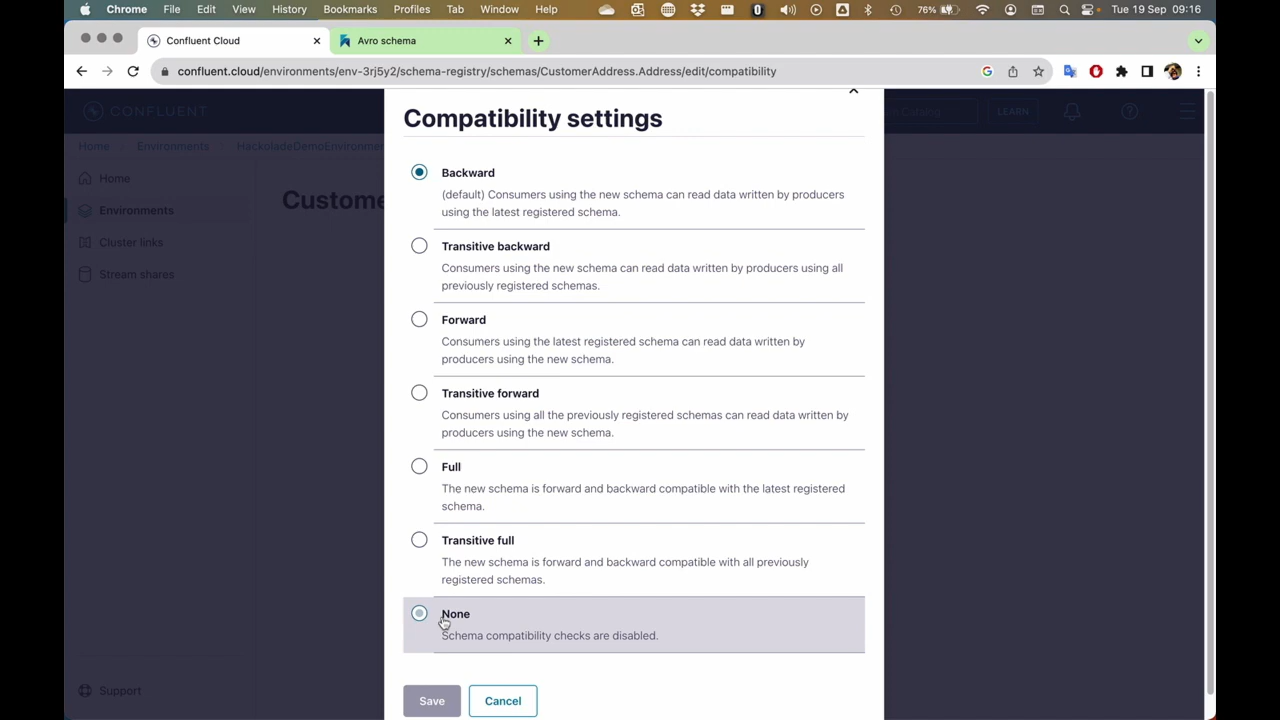 Chrome File Edit View History Bookmarks Profiles Tab Window Help 76% Tue 19 Sep 09:16
Confluent Cloud
Avro schema
confluent.cloud/environments/env-3rj5y2/schema-registry/schemas/CustomerAddress.Address/edit/compatibility
CONFLUENT
Catalog
LEARN
Home
Environments
HackoladeDemoEnvironmen
Home
Environments
Cluster links
Stream shares
Support
Custome
Compatibility settings
Backward
(default) Consumers using the new schema can read data written by producers
using the latest registered schema.
Transitive backward
Consumers using the new schema can read data written by producers using all
previously registered schemas.
Forward
Consumers using the latest registered schema can read data written by
producers using the new schema.
Transitive forward
Consumers using all the previously registered schemas can read data written by
producers using the new schema.
Full
The new schema is forward and backward compatible with the latest registered
schema.
Transitive full
The new schema is forward and backward compatible with all previously
registered schemas.
None
Schema compatibility checks are disabled.
Save
Cancel